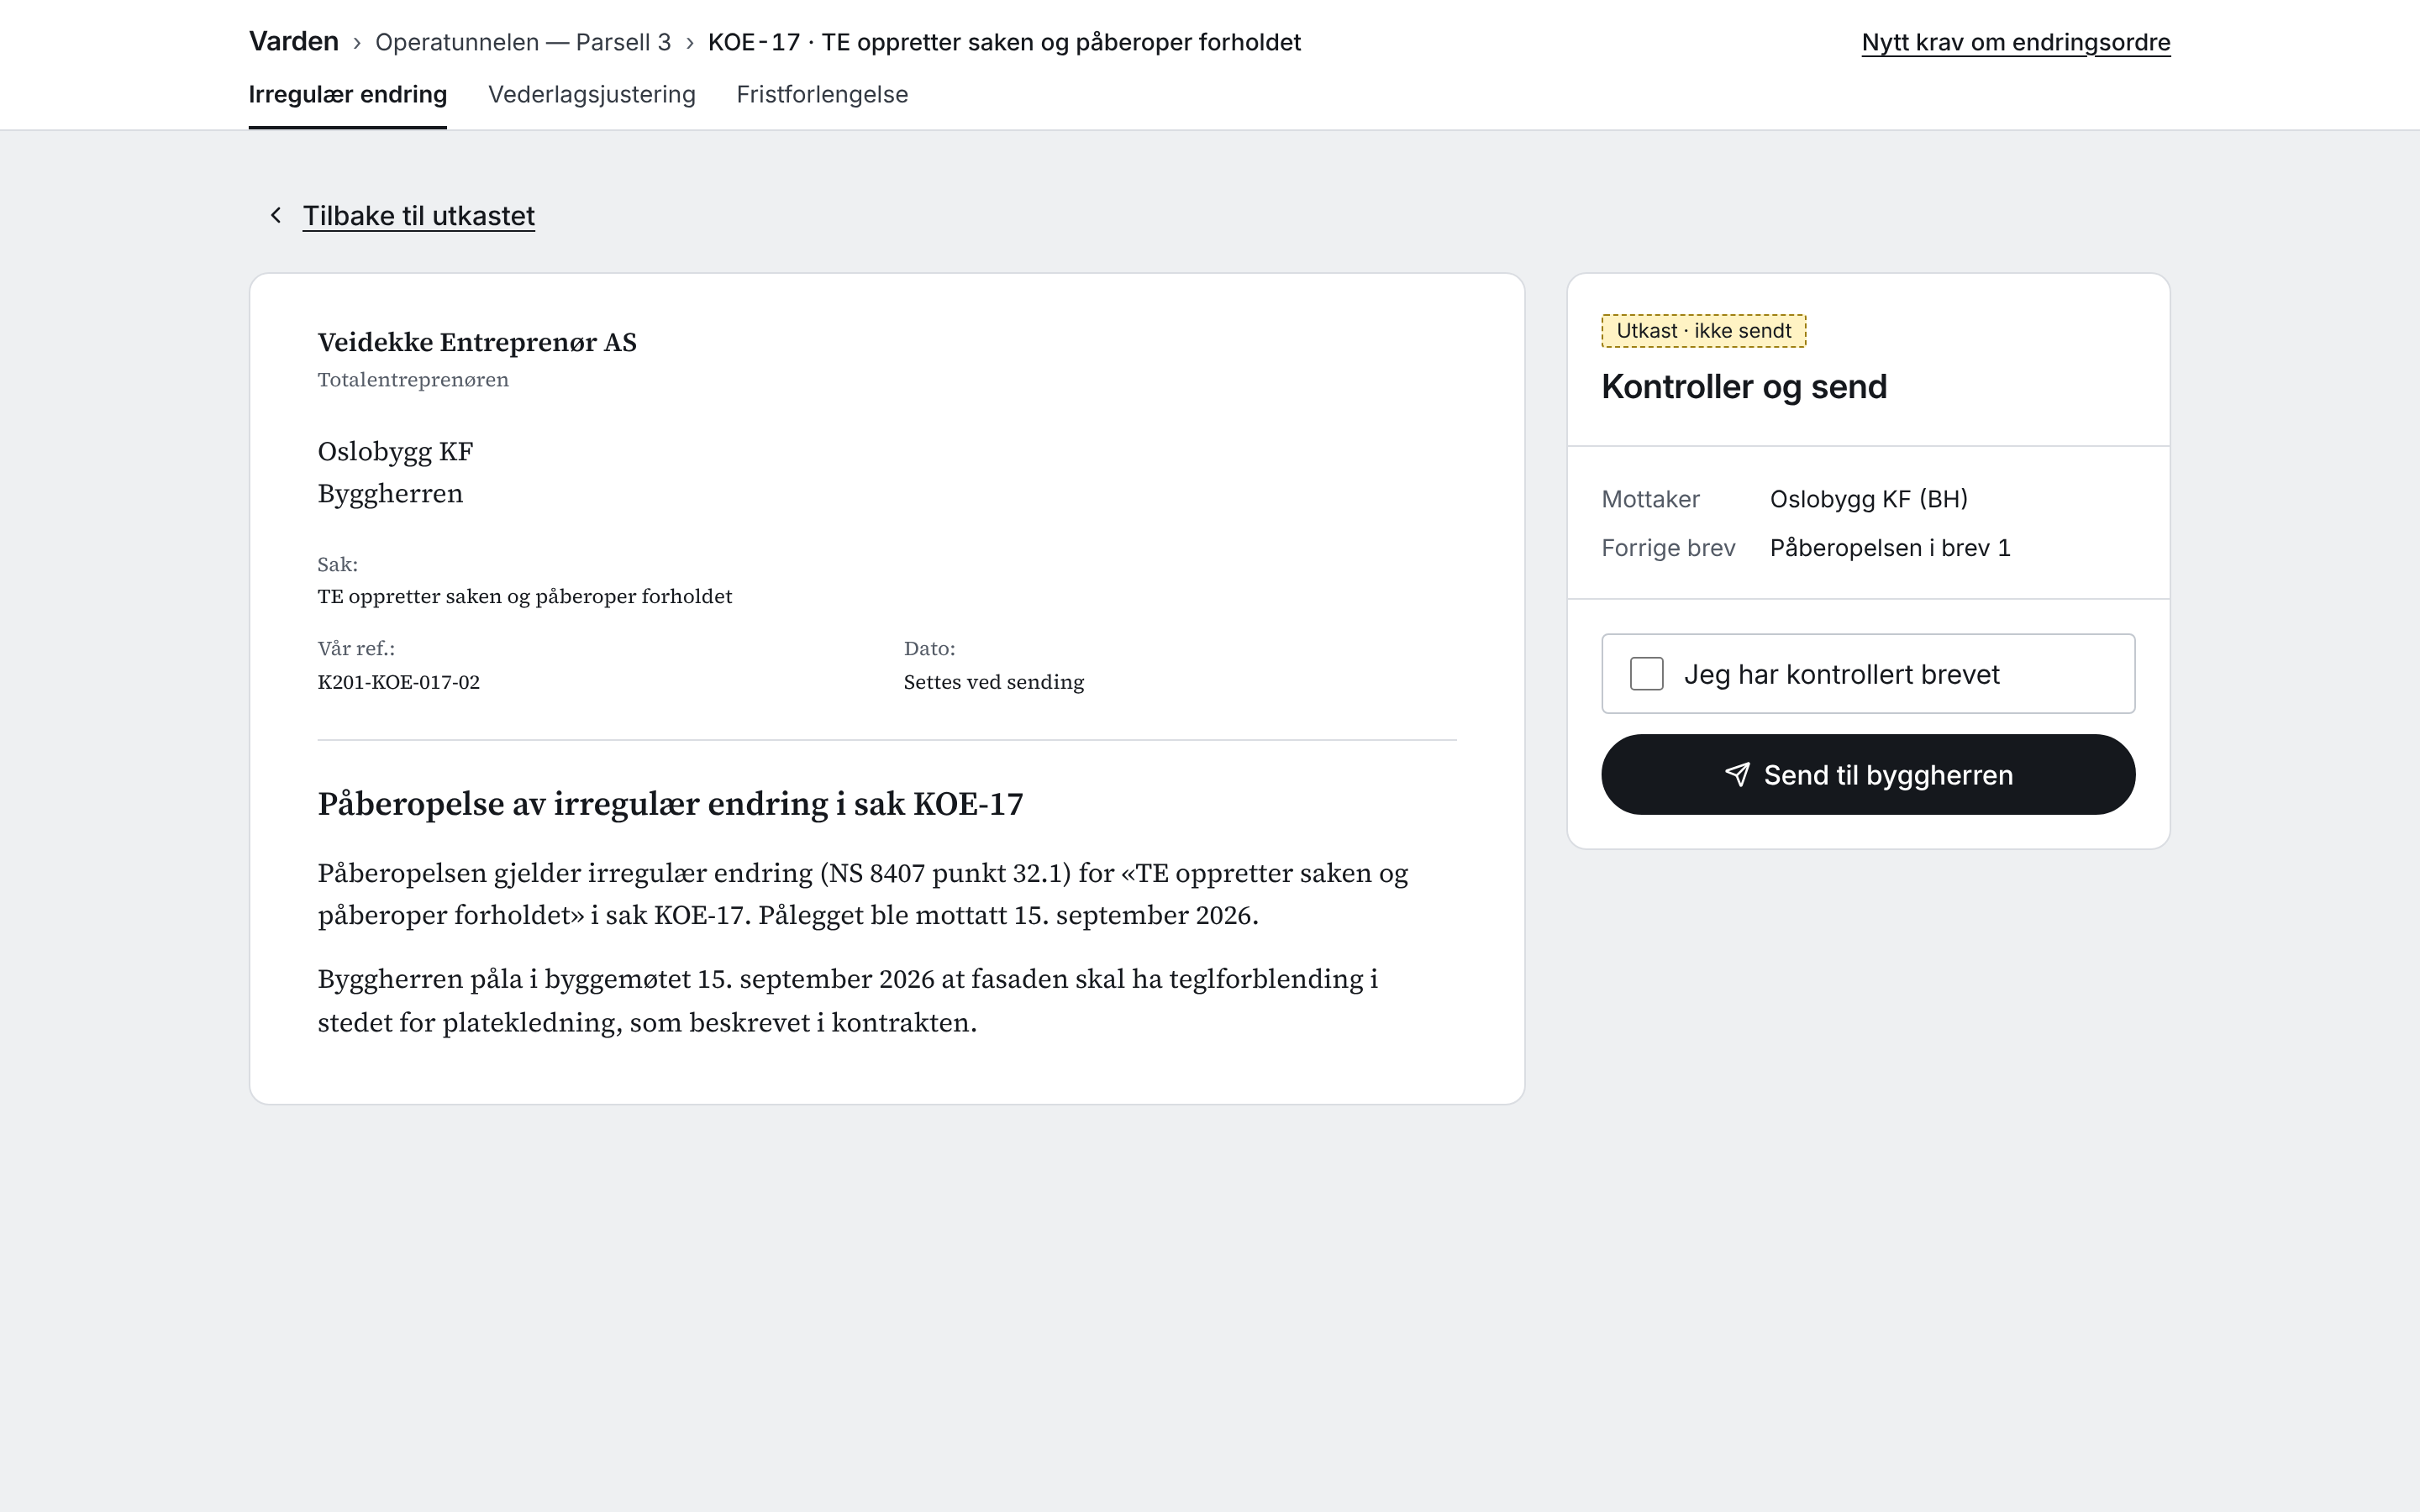 Varden › Operatunnelen — Parsell 3 › KOE-17 · TE oppretter saken og påberoper forholdet
Nytt krav om endringsordre
Irregulær endring
Vederlagsjustering
Fristforlengelse
Tilbake til utkastet
Veidekke Entreprenør AS
Totalentreprenøren
Oslobygg KF
Byggherren
Sak:
TE oppretter saken og påberoper forholdet
Vår ref.:
K201-KOE-017-02
Dato:
Settes ved sending
Påberopelse av irregulær endring i sak KOE-17
Påberopelsen gjelder irregulær endring (NS 8407 punkt 32.1) for «TE oppretter saken og
påberoper forholdet» i sak KOE-17. Pålegget ble mottatt 15. september 2026.
Byggherren påla i byggemøtet 15. september 2026 at fasaden skal ha teglforblending i
stedet for platekledning, som beskrevet i kontrakten.
Utkast · ikke sendt
Kontroller og send
Mottaker Oslobygg KF (BH)
Forrige brev Påberopelsen i brev 1
Jeg har kontrollert brevet
Send til byggherren